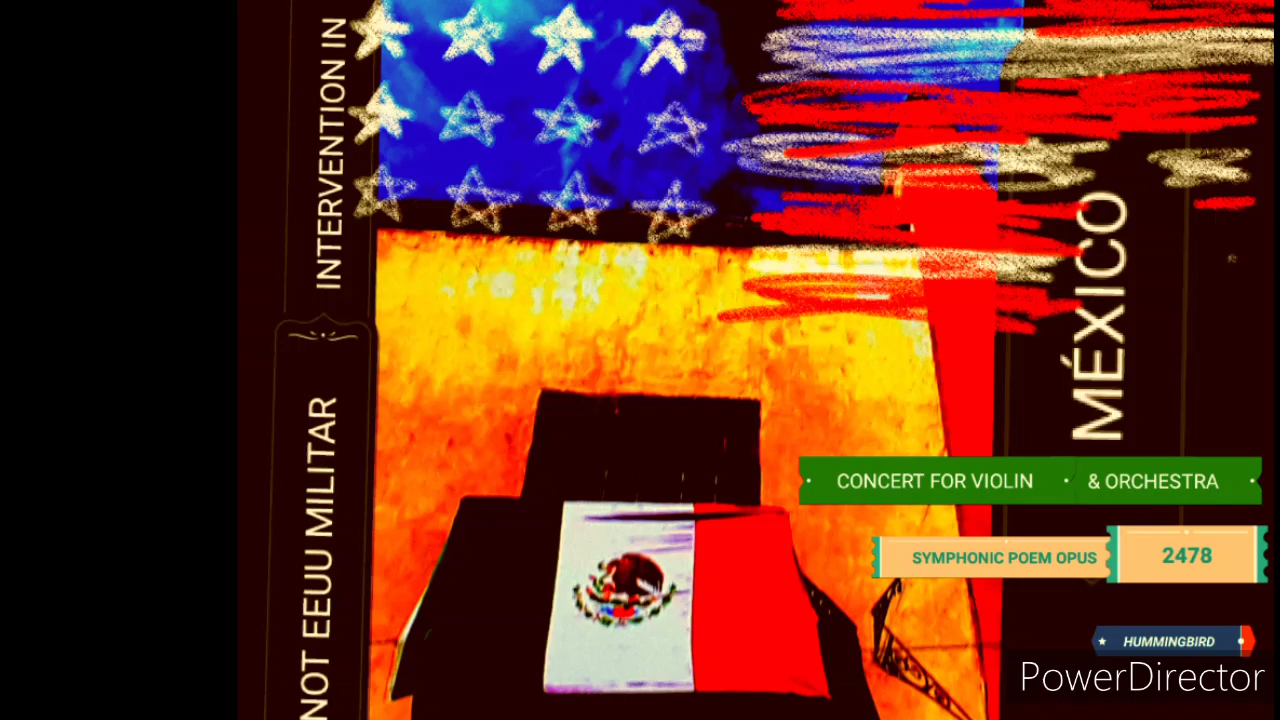 NOT EEUU MILITAR
INTERVENTION IN
MÉXICO
CONCERT FOR VIOLIN & ORCHESTRA
SYMPHONIC POEM OPUS 2478
HUMMINGBIRD
PowerDirector